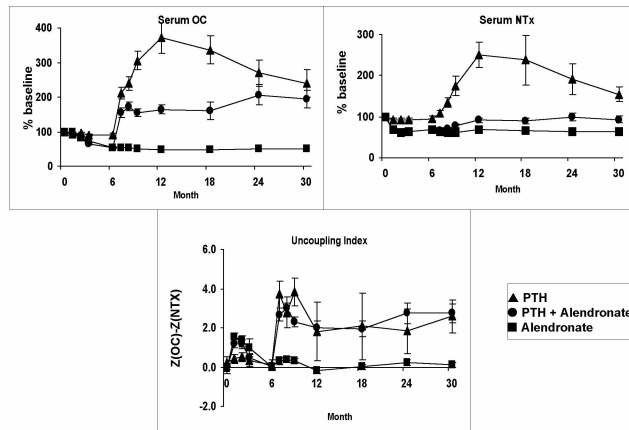 Serum OC
% baseline
400
300
200
100
0
0 6 12 18 24 30
Month
Serum NTx
% baseline
300
200
100
0
0 6 12 18 24 30
Month
Uncoupling Index
Z(OC)-Z(NTX)
6.0
4.0
2.0
0.0
-2.0
0 6 12 18 24 30
Month
PTH
PTH + Alendronate
Alendronate